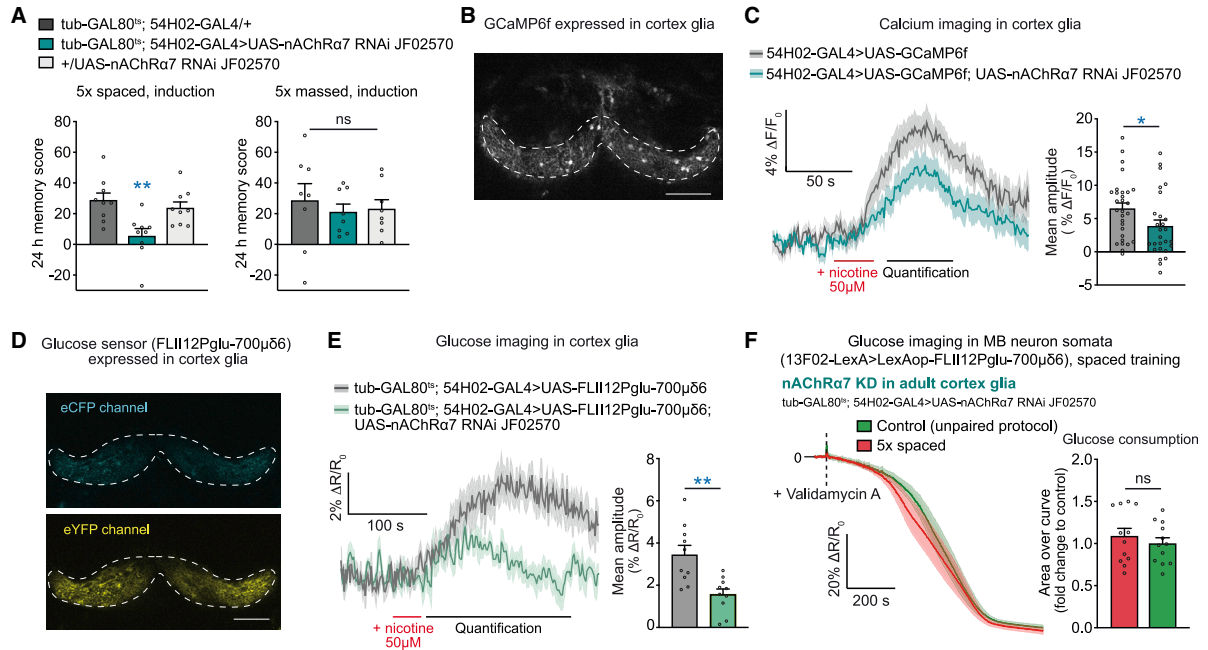 A
tub-GAL80ts; 54H02-GAL4/+
tub-GAL80ts; 54H02-GAL4>UAS-nAChRα7 RNAi JF02570
+/UAS-nAChRα7 RNAi JF02570
5x spaced, induction
24 h memory score
80
60
40
20
0
-20
**
5x massed, induction
24 h memory score
80
60
40
20
0
-20
ns
B
GCaMP6f expressed in cortex glia
C
Calcium imaging in cortex glia
54H02-GAL4>UAS-GCaMP6f
54H02-GAL4>UAS-GCaMP6f; UAS-nAChRα7 RNAi JF02570
4% ΔF/F0
50 s
+ nicotine
50µM
Quantification
Mean amplitude
( % ΔF/F0)
20
15
10
5
0
-5
*
D
Glucose sensor (FLII12Pglu-700µδ6)
expressed in cortex glia
eCFP channel
eYFP channel
E
Glucose imaging in cortex glia
tub-GAL80ts; 54H02-GAL4>UAS-FLII12Pglu-700µδ6
tub-GAL80ts; 54H02-GAL4>UAS-FLII12Pglu-700µδ6;
UAS-nAChRα7 RNAi JF02570
2% ΔR/R0
100 s
+ nicotine
50µM
Quantification
Mean amplitude
(% ΔR/R0)
8
6
4
2
0
**
F
Glucose imaging in MB neuron somata
(13F02-LexA>LexAop-FLII12Pglu-700µδ6), spaced training
nAChRα7 KD in adult cortex glia
tub-GAL80ts; 54H02-GAL4>UAS-nAChRα7 RNAi JF02570
Control (unpaired protocol)
5x spaced
0
+ Validamycin A
20% ΔR/R0
200 s
Glucose consumption
Area over curve
(fold change to control)
2.0
1.5
1.0
0.5
0.0
ns